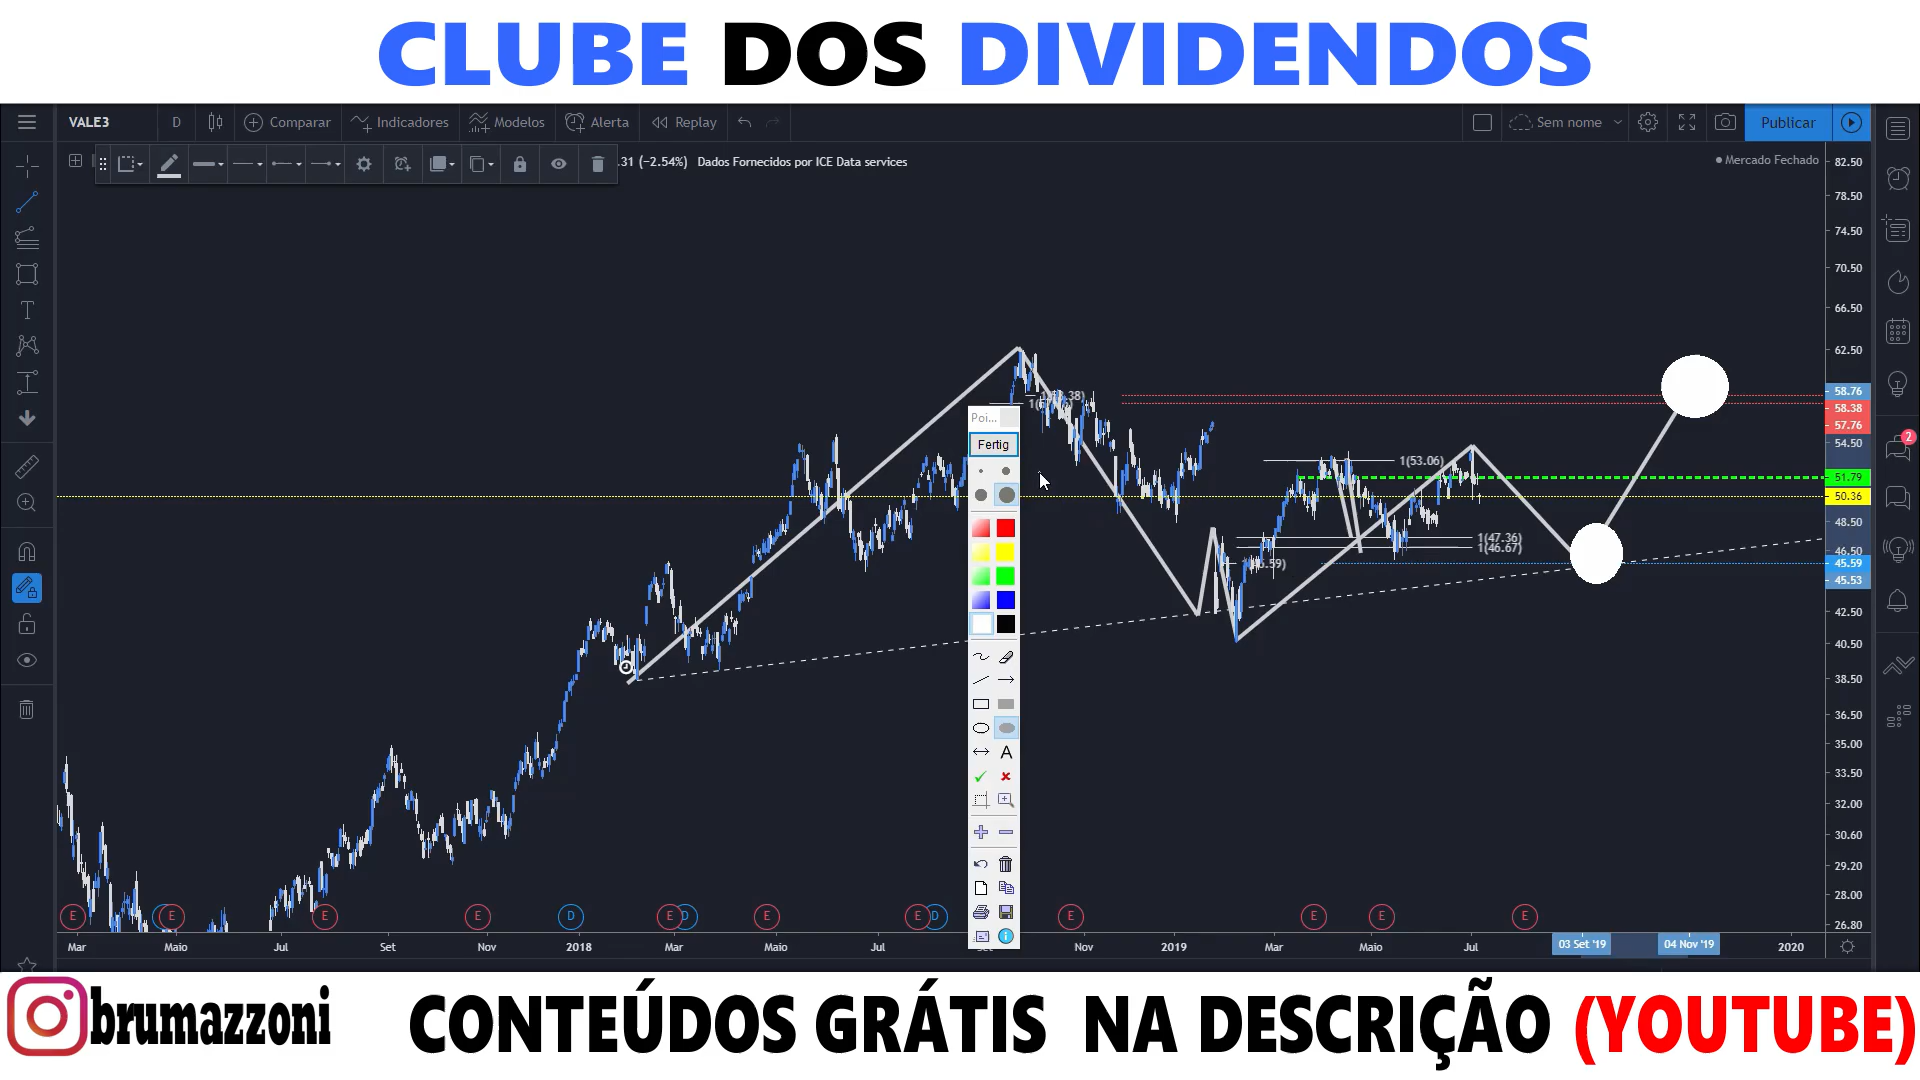 CLUBE DOS DIVIDENDOS
VALE3 D Comparar Indicadores Modelos Alerta Replay Sem nome Publicar
.31 (−2.54%) Dados Fornecidos por ICE Data services
Mercado Fechado
82.50
78.50
74.50
70.50
66.50
62.50
58.76
58.38
57.76
54.50
51.79
50.36
48.50
46.50
45.59
45.53
42.50
40.50
38.50
36.50
35.00
33.50
32.00
30.60
29.20
28.00
26.80
1(53.06)
1(47.36)
1(46.67)
Poi...
Fertig
A
2
E E E E D E D E E D E E E E
Mar Maio Jul Set Nov 2018 Mar Maio Jul Nov 2019 Mar Maio Jul 03 Set '19 04 Nov '19 2020
brumazzoni
CONTEÚDOS GRÁTIS NA DESCRIÇÃO (YOUTUBE)